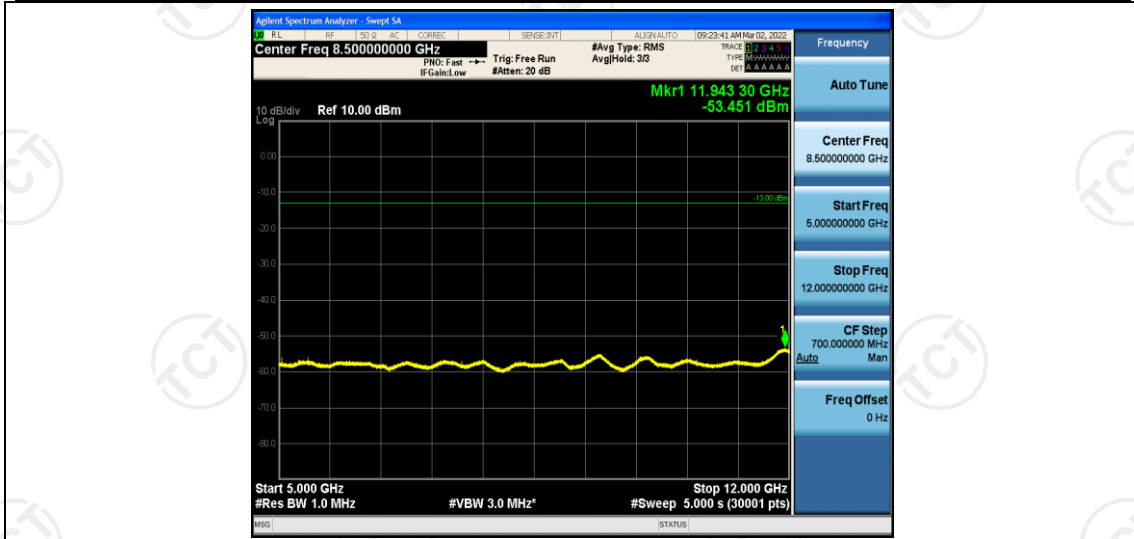 Agilent Spectrum Analyzer - Swept SA
LXI RL RF 50 Ω AC CORREC SENSE:INT ALIGN AUTO 09:23:41 AM Mar 02, 2022
Center Freq 8.500000000 GHz
PNO: Fast
IFGain:Low
Trig: Free Run
#Atten: 20 dB
#Avg Type: RMS
Avg|Hold: 3/3
TRACE 1 2 3 4 5 6
TYPE M
DET A A A A A A
Mkr1 11.943 30 GHz
-53.451 dBm
10 dB/div Ref 10.00 dBm
Log
0.00
-10.0
-13.00 dBm
-20.0
-30.0
-40.0
-50.0
1
-60.0
-70.0
-80.0
Start 5.000 GHz Stop 12.000 GHz
#Res BW 1.0 MHz #VBW 3.0 MHz* #Sweep 5.000 s (30001 pts)
MSG STATUS
Frequency
Auto Tune
Center Freq
8.500000000 GHz
Start Freq
5.000000000 GHz
Stop Freq
12.000000000 GHz
CF Step
700.000000 MHz
Auto Man
Freq Offset
0 Hz
TCT
TCT
TCT
TCT